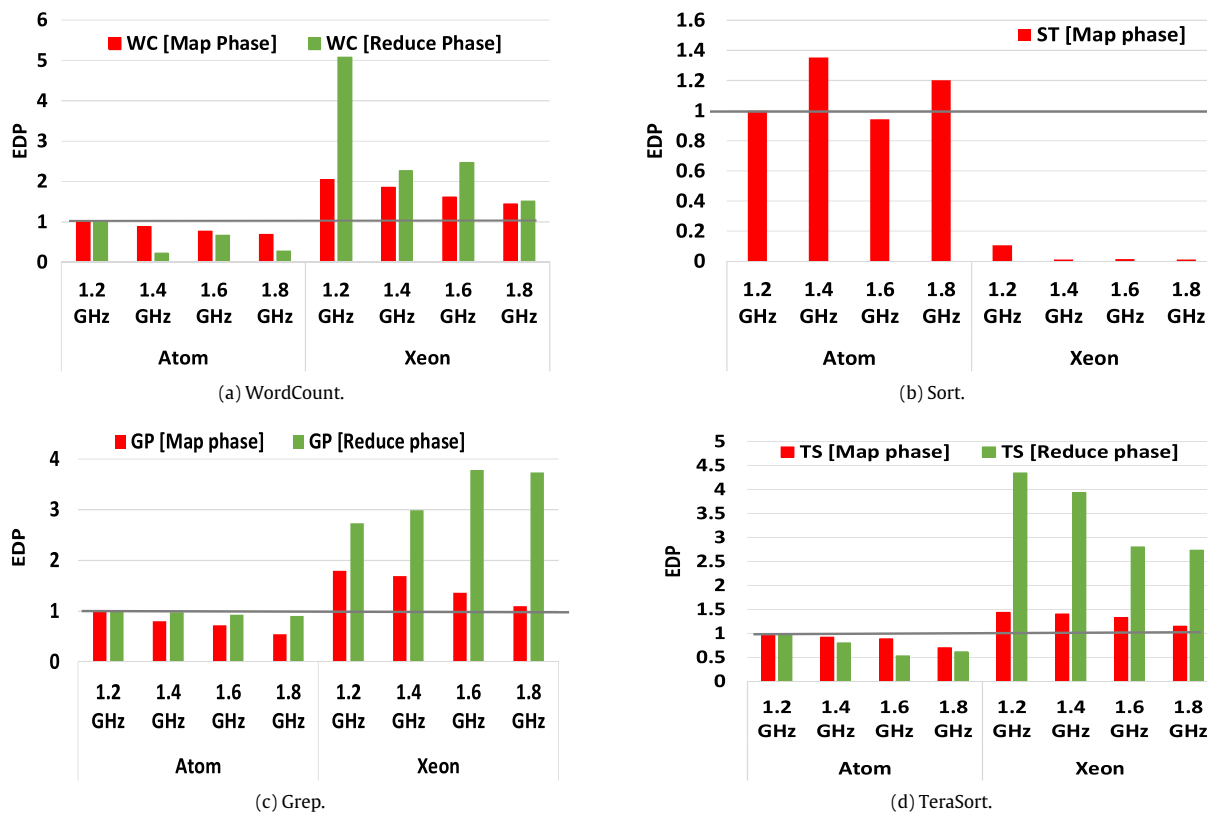 WC [Map Phase] WC [Reduce Phase]
EDP
6
5
4
3
2
1
0
1.2 GHz 1.4 GHz 1.6 GHz 1.8 GHz 1.2 GHz 1.4 GHz 1.6 GHz 1.8 GHz
Atom Xeon
(a) WordCount.
ST [Map phase]
EDP
1.6
1.4
1.2
1
0.8
0.6
0.4
0.2
0
1.2 GHz 1.4 GHz 1.6 GHz 1.8 GHz 1.2 GHz 1.4 GHz 1.6 GHz 1.8 GHz
Atom Xeon
(b) Sort.
GP [Map phase] GP [Reduce phase]
EDP
4
3
2
1
0
1.2 GHz 1.4 GHz 1.6 GHz 1.8 GHz 1.2 GHz 1.4 GHz 1.6 GHz 1.8 GHz
Atom Xeon
(c) Grep.
TS [Map phase] TS [Reduce phase]
EDP
5
4.5
4
3.5
3
2.5
2
1.5
1
0.5
0
1.2 GHz 1.4 GHz 1.6 GHz 1.8 GHz 1.2 GHz 1.4 GHz 1.6 GHz 1.8 GHz
Atom Xeon
(d) TeraSort.